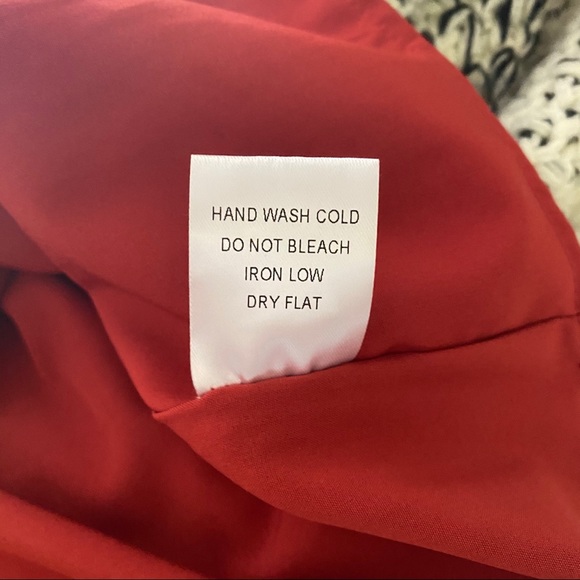 HAND WASH COLD
DO NOT BLEACH
IRON LOW
DRY FLAT